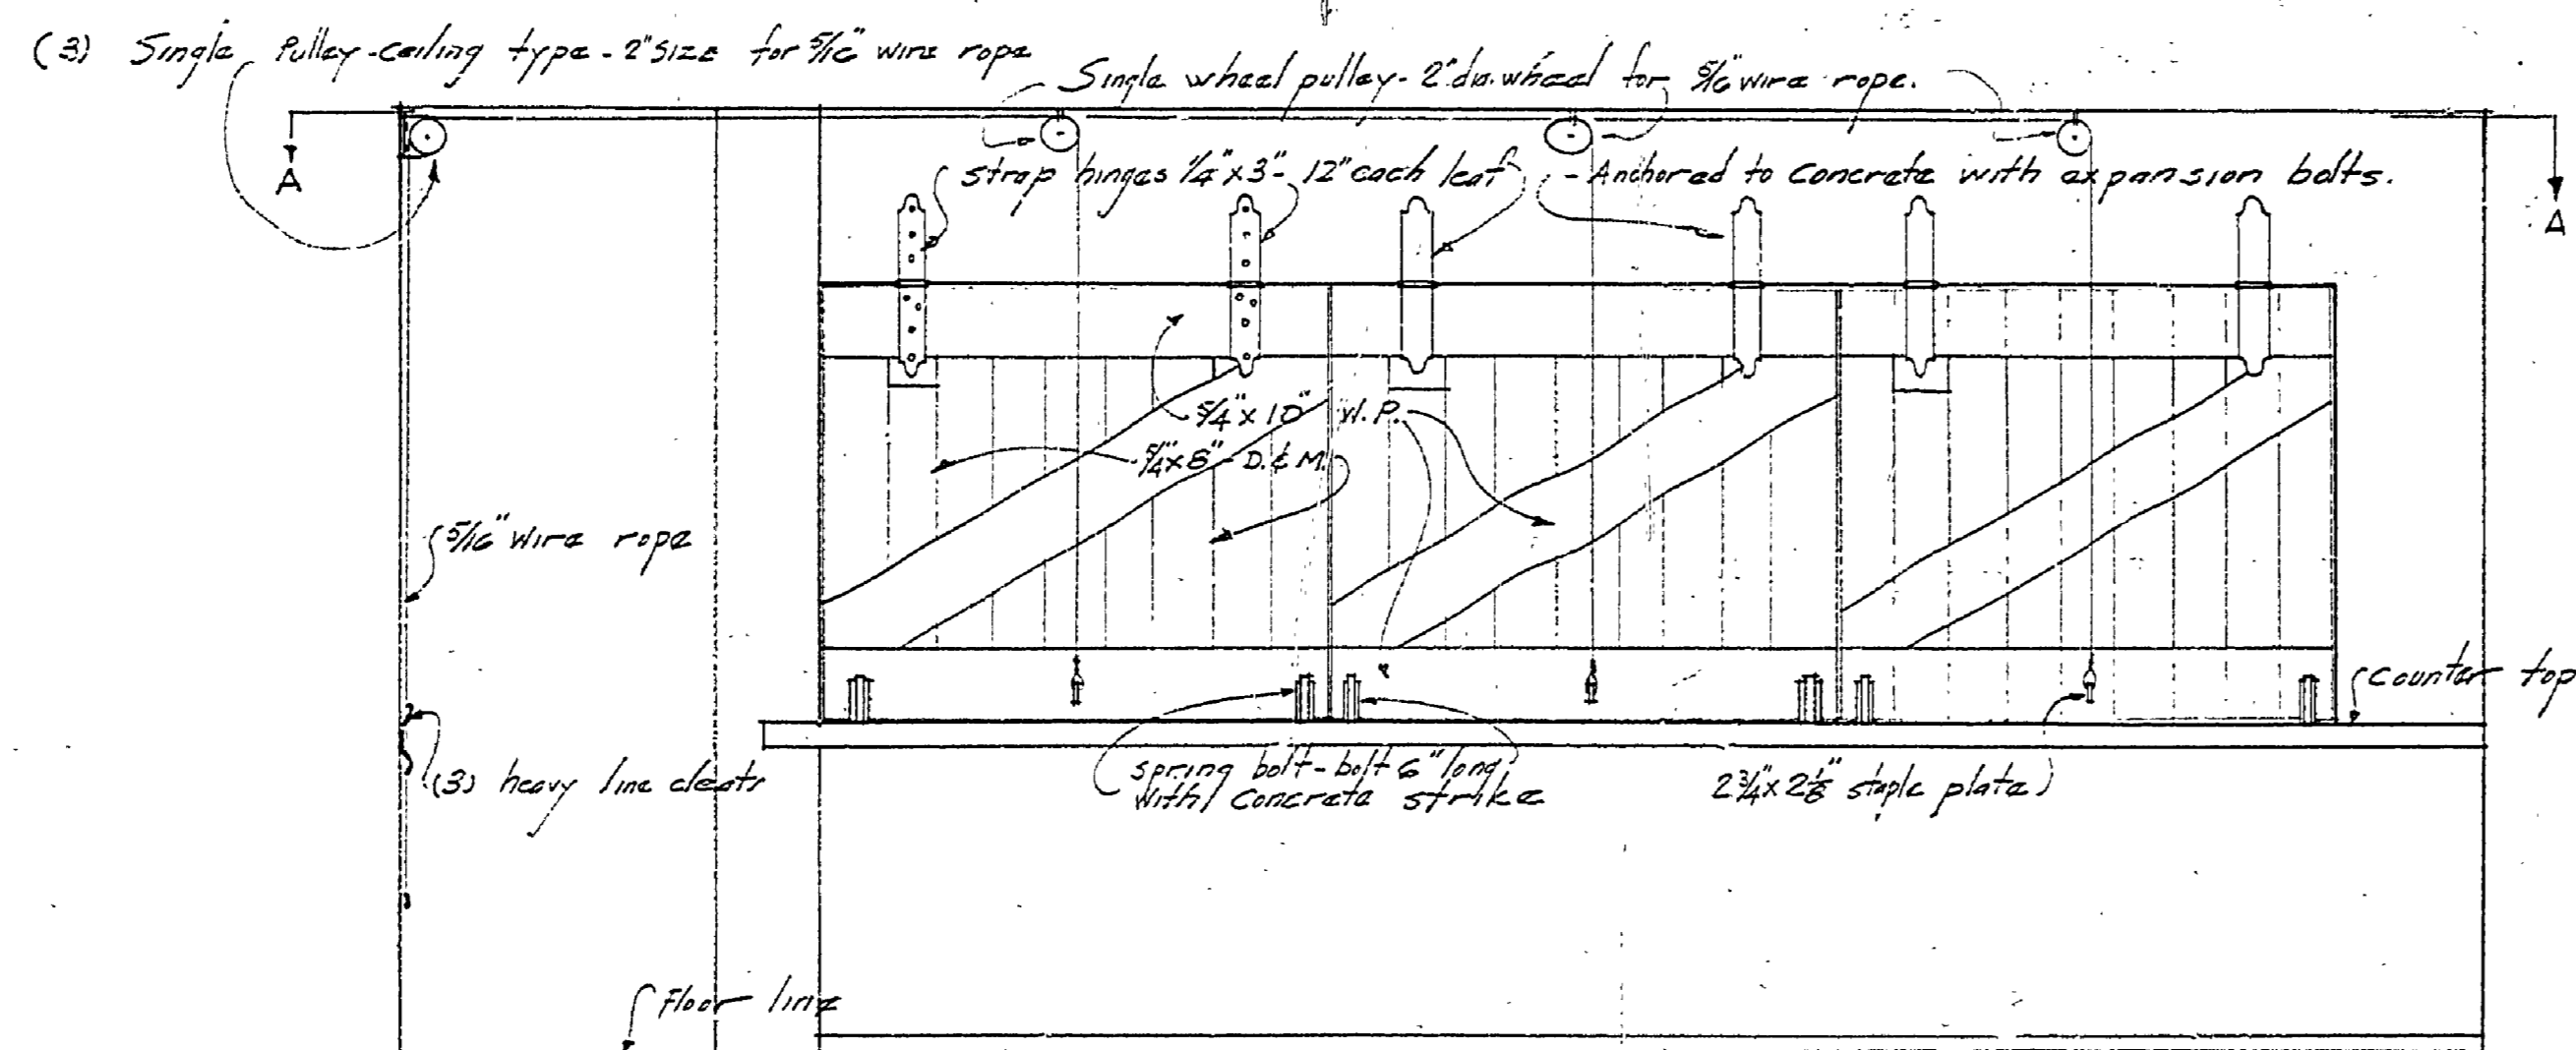 (3) Single Pulley-ceiling type - 2" size for 5/16" wire rope
Single wheel pulley - 2" dia. wheel for 5/16" wire rope.
A
A
strap hinges 1/4" x 3" - 12" each leaf - Anchored to concrete with expansion bolts.
5/4" x 10" W.P.
5/4" x 8" - D. & M.
5/16" wire rope
counter top
(3) heavy line cleats
spring bolt - bolt 6" long
with concrete strike
2 3/4" x 2 1/8" staple plate
Floor line